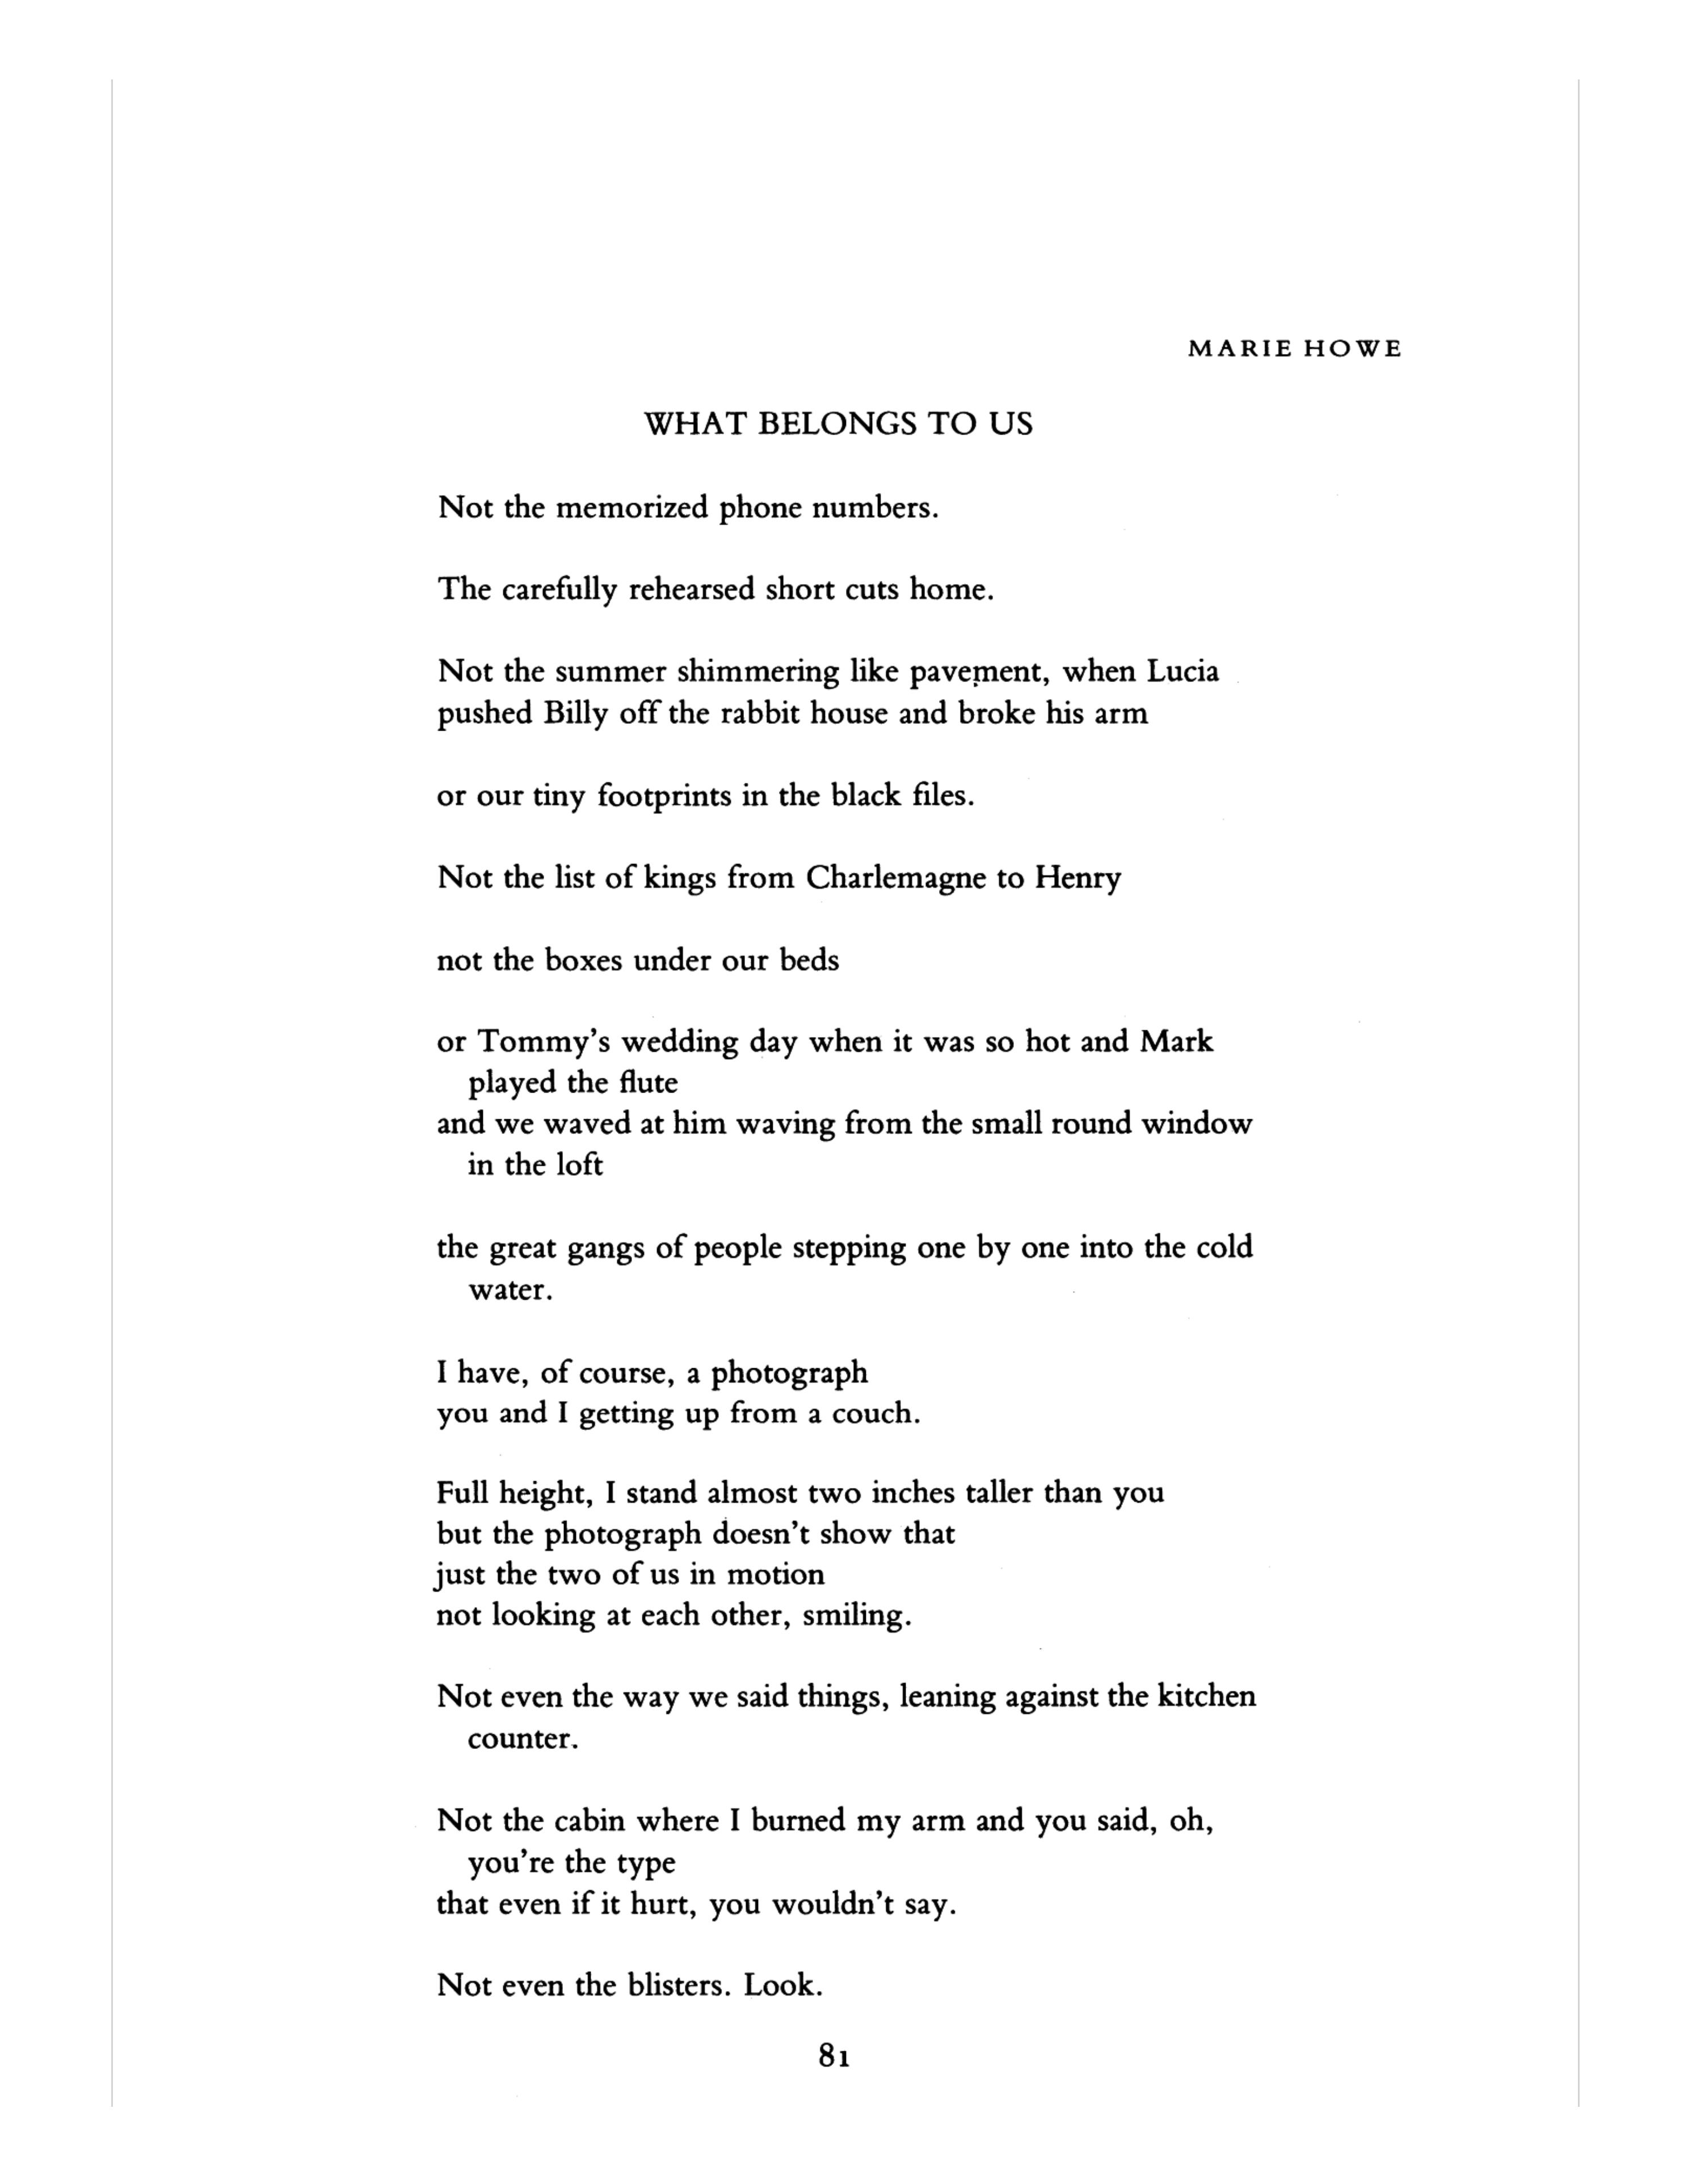 MARIE HOWE
WHAT BELONGS TO US
Not the memorized phone numbers.
The carefully rehearsed short cuts home.
Not the summer shimmering like pavement, when Lucia
pushed Billy off the rabbit house and broke his arm
or our tiny footprints in the black files.
Not the list of kings from Charlemagne to Henry
not the boxes under our beds
or Tommy's wedding day when it was so hot and Mark
played the flute
and we waved at him waving from the small round window
in the loft
the great gangs of people stepping one by one into the cold
water.
I have, of course, a photograph
you and I getting up from a couch.
Full height, I stand almost two inches taller than you
but the photograph doesn't show that
just the two of us in motion
not looking at each other, smiling.
Not even the way we said things, leaning against the kitchen
counter.
Not the cabin where I burned my arm and you said, oh,
you're the type
that even if it hurt, you wouldn't say.
Not even the blisters. Look.
81